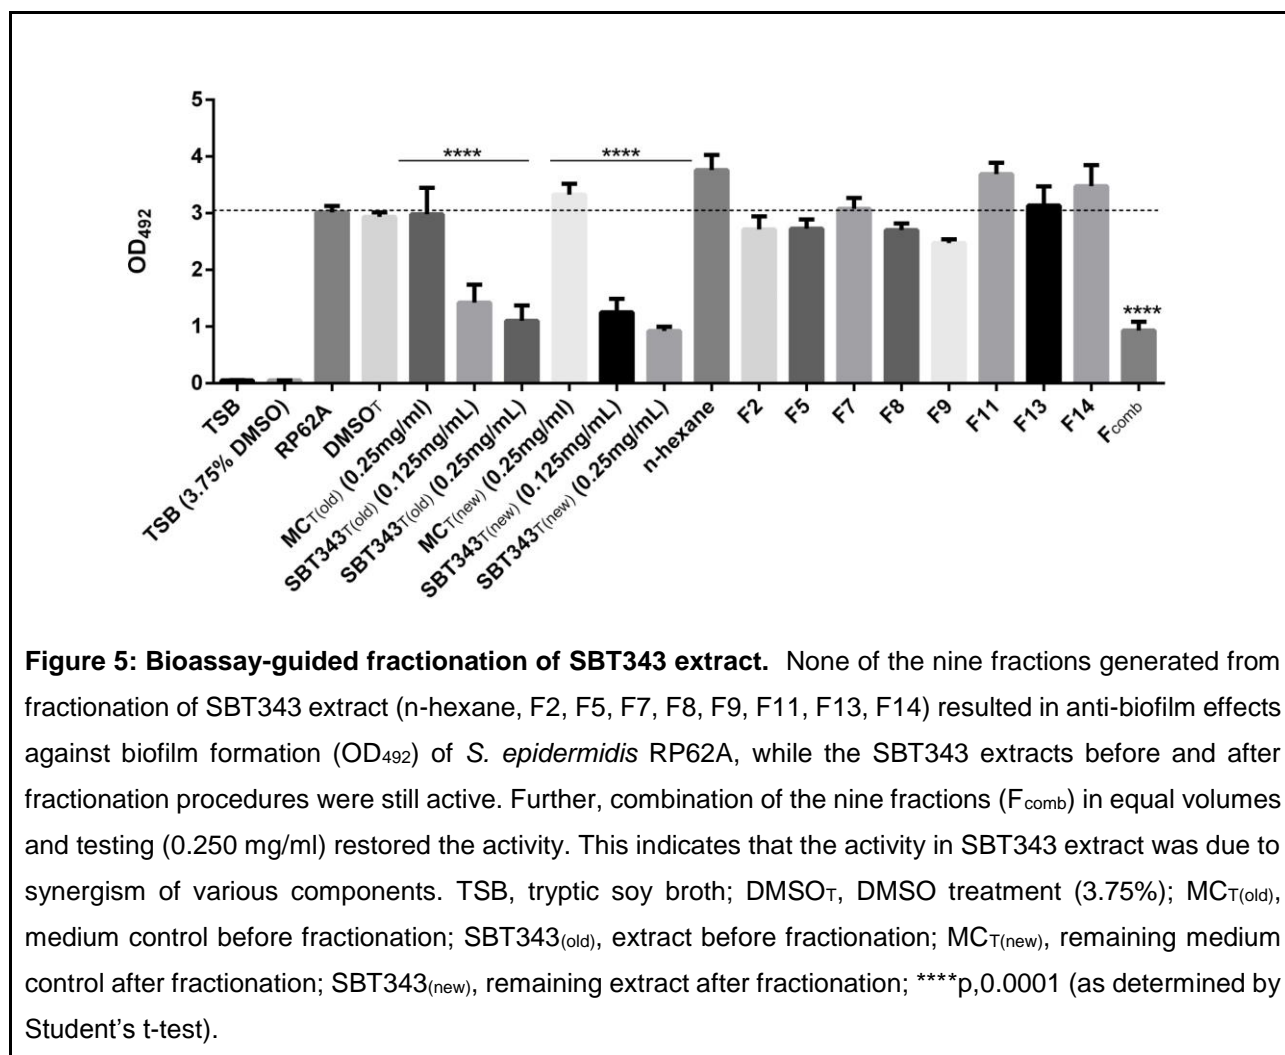 5
4
3
2
1
0
OD492
****
****
****
TSB
TSB (3.75% DMSO)
RP62A
DMSOT
MCT(old) (0.25mg/ml)
SBT343T(old) (0.125mg/mL)
SBT343T(old) (0.25mg/mL)
MCT(new) (0.25mg/ml)
SBT343T(new) (0.125mg/mL)
SBT343T(new) (0.25mg/mL)
n-hexane
F2
F5
F7
F8
F9
F11
F13
F14
Fcomb
Figure 5: Bioassay-guided fractionation of SBT343 extract. None of the nine fractions generated from
fractionation of SBT343 extract (n-hexane, F2, F5, F7, F8, F9, F11, F13, F14) resulted in anti-biofilm effects
against biofilm formation (OD492) of S. epidermidis RP62A, while the SBT343 extracts before and after
fractionation procedures were still active. Further, combination of the nine fractions (Fcomb) in equal volumes
and testing (0.250 mg/ml) restored the activity. This indicates that the activity in SBT343 extract was due to
synergism of various components. TSB, tryptic soy broth; DMSOT, DMSO treatment (3.75%); MCT(old),
medium control before fractionation; SBT343(old), extract before fractionation; MCT(new), remaining medium
control after fractionation; SBT343(new), remaining extract after fractionation; ****p,0.0001 (as determined by
Student’s t-test).